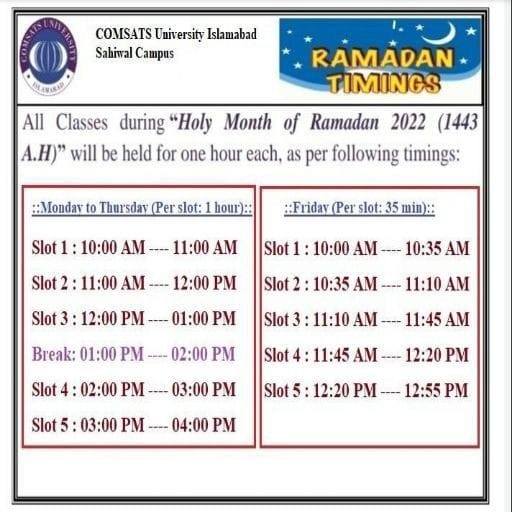 COMSATS UNIVERSITY
ISLAMABAD
COMSATS University Islamabad
Sahiwal Campus
RAMADAN
TIMINGS
All Classes during “Holy Month of Ramadan 2022 (1443
A.H)” will be held for one hour each, as per following timings:
::Monday to Thursday (Per slot: 1 hour)::
Slot 1 : 10:00 AM ---- 11:00 AM
Slot 2 : 11:00 AM ---- 12:00 PM
Slot 3 : 12:00 PM ---- 01:00 PM
Break: 01:00 PM ---- 02:00 PM
Slot 4 : 02:00 PM ---- 03:00 PM
Slot 5 : 03:00 PM ---- 04:00 PM
::Friday (Per slot: 35 min)::
Slot 1 : 10:00 AM ---- 10:35 AM
Slot 2 : 10:35 AM ---- 11:10 AM
Slot 3 : 11:10 AM ---- 11:45 AM
Slot 4 : 11:45 AM ---- 12:20 PM
Slot 5 : 12:20 PM ---- 12:55 PM